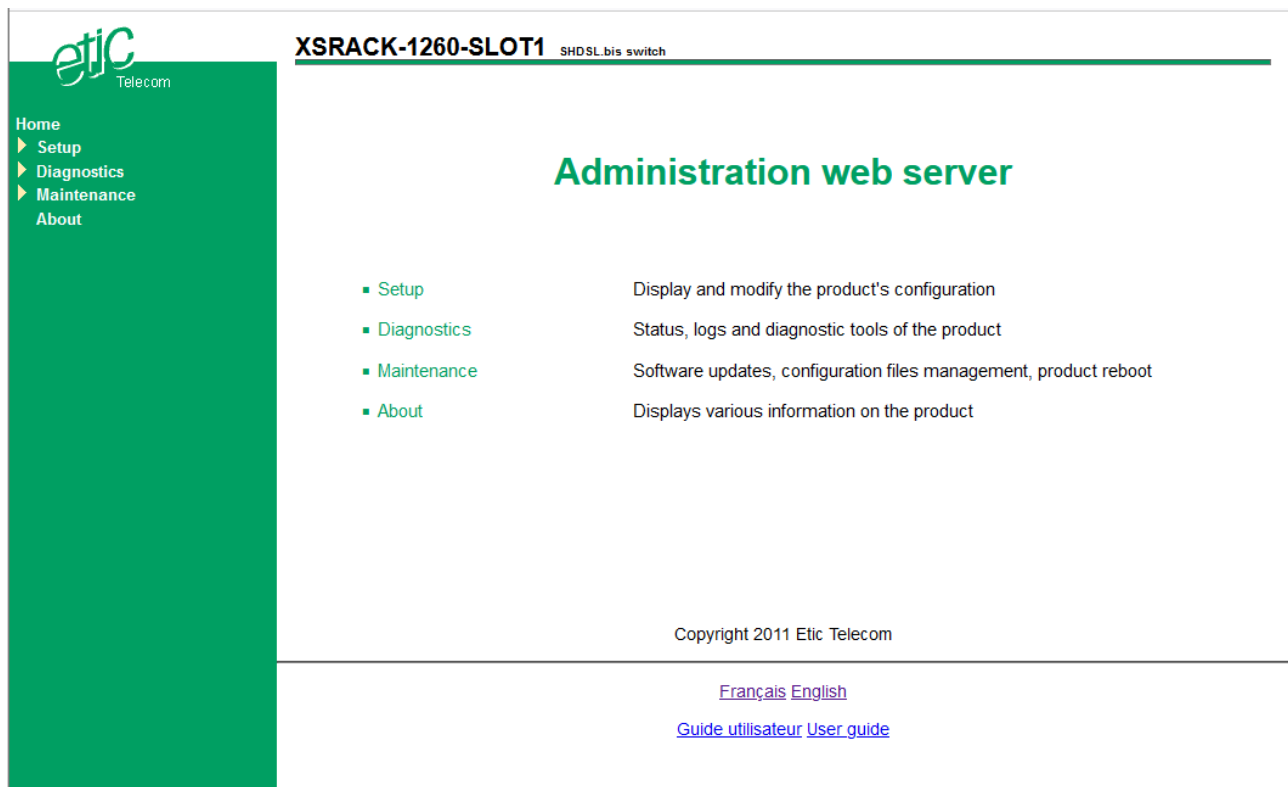 etic
Telecom
XSRACK-1260-SLOT1 SHDSL.bis switch
Home
Setup
Diagnostics
Maintenance
About
Administration web server
Setup Display and modify the product's configuration
Diagnostics Status, logs and diagnostic tools of the product
Maintenance Software updates, configuration files management, product reboot
About Displays various information on the product
Copyright 2011 Etic Telecom
Français English
Guide utilisateur User guide